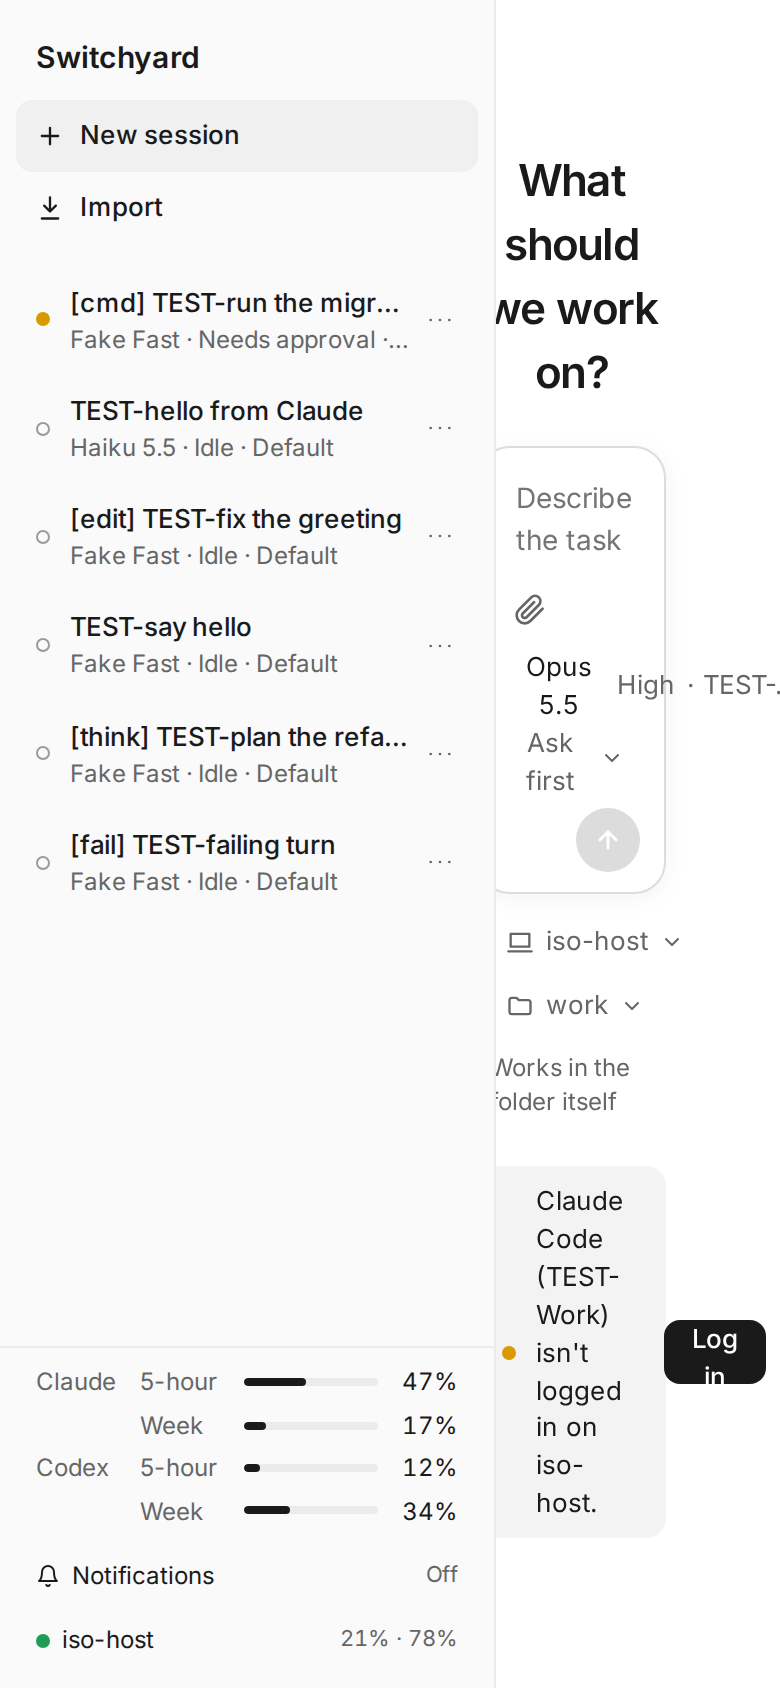 Switchyard
New session
Import
[cmd] TEST-run the migr...
Fake Fast · Needs approval ·...
TEST-hello from Claude
Haiku 5.5 · Idle · Default
[edit] TEST-fix the greeting
Fake Fast · Idle · Default
TEST-say hello
Fake Fast · Idle · Default
[think] TEST-plan the refa...
Fake Fast · Idle · Default
[fail] TEST-failing turn
Fake Fast · Idle · Default
Claude 5-hour 47%
Week 17%
Codex 5-hour 12%
Week 34%
Notifications Off
iso-host 21% · 78%
What
should
we work
on?
Describe
the task
Opus
5.5
High · TEST-.
Ask
first
iso-host
work
Works in the
folder itself
Claude
Code
(TEST-
Work)
isn't
logged
in on
iso-
host.
Log
in